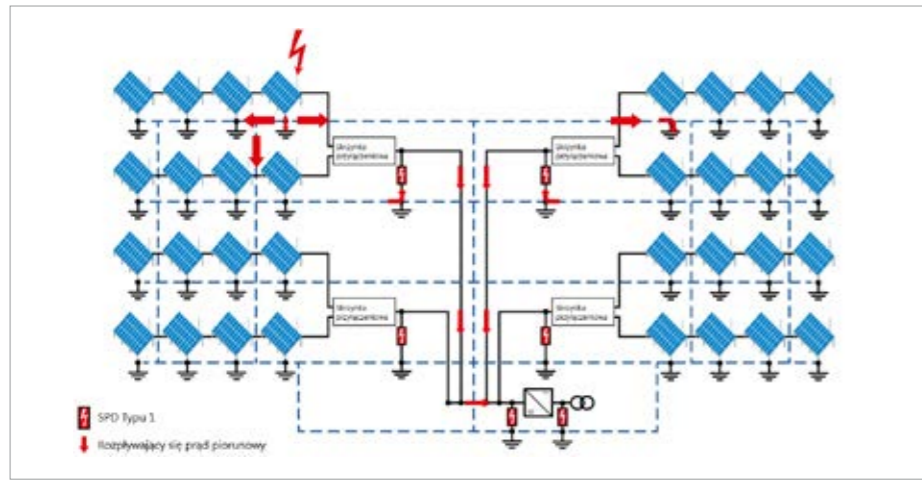 Skrzynka
przyłączeniowa
Skrzynka
przyłączeniowa
Skrzynka
przyłączeniowa
Skrzynka
przyłączeniowa
SPD Typu 1
Rozpływający się prąd piorunowy